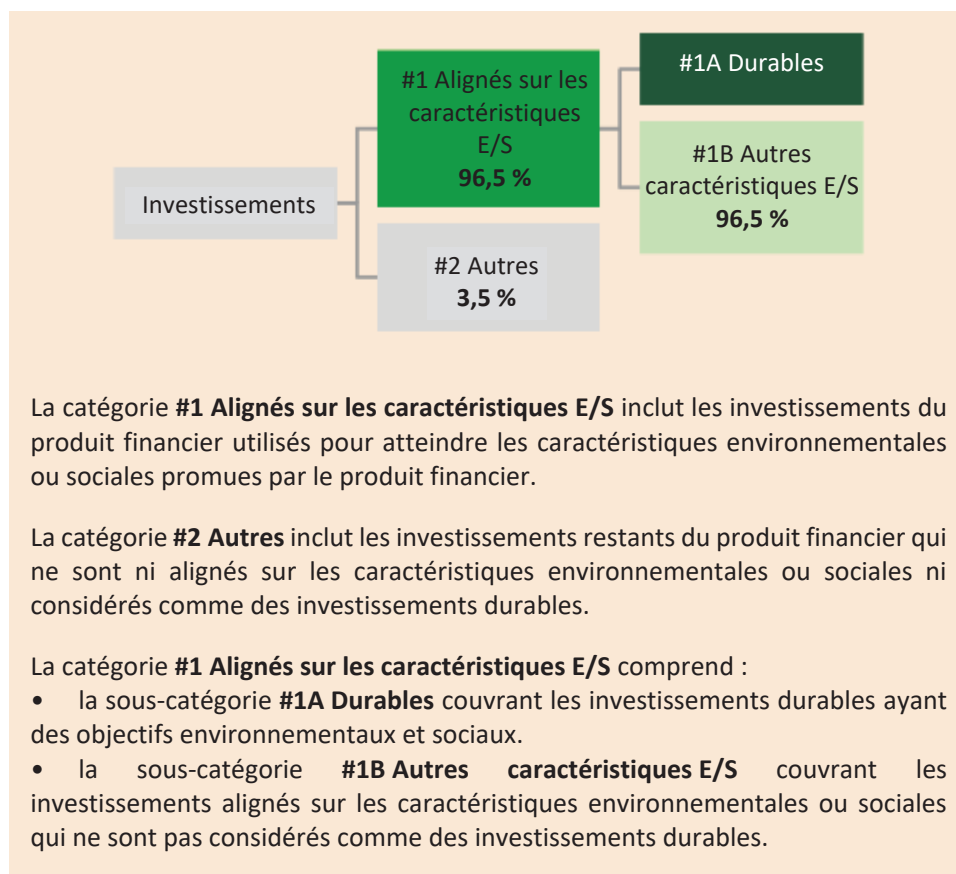 #1 Alignés sur les
caractéristiques
E/S
96,5 %
#1A Durables
#1B Autres
caractéristiques E/S
96,5 %
Investissements
#2 Autres
3,5 %
La catégorie #1 Alignés sur les caractéristiques E/S inclut les investissements du
produit financier utilisés pour atteindre les caractéristiques environnementales
ou sociales promues par le produit financier.
La catégorie #2 Autres inclut les investissements restants du produit financier qui
ne sont ni alignés sur les caractéristiques environnementales ou sociales ni
considérés comme des investissements durables.
La catégorie #1 Alignés sur les caractéristiques E/S comprend :
• la sous-catégorie #1A Durables couvrant les investissements durables ayant
des objectifs environnementaux et sociaux.
• la sous-catégorie #1B Autres caractéristiques E/S couvrant les
investissements alignés sur les caractéristiques environnementales ou sociales
qui ne sont pas considérés comme des investissements durables.